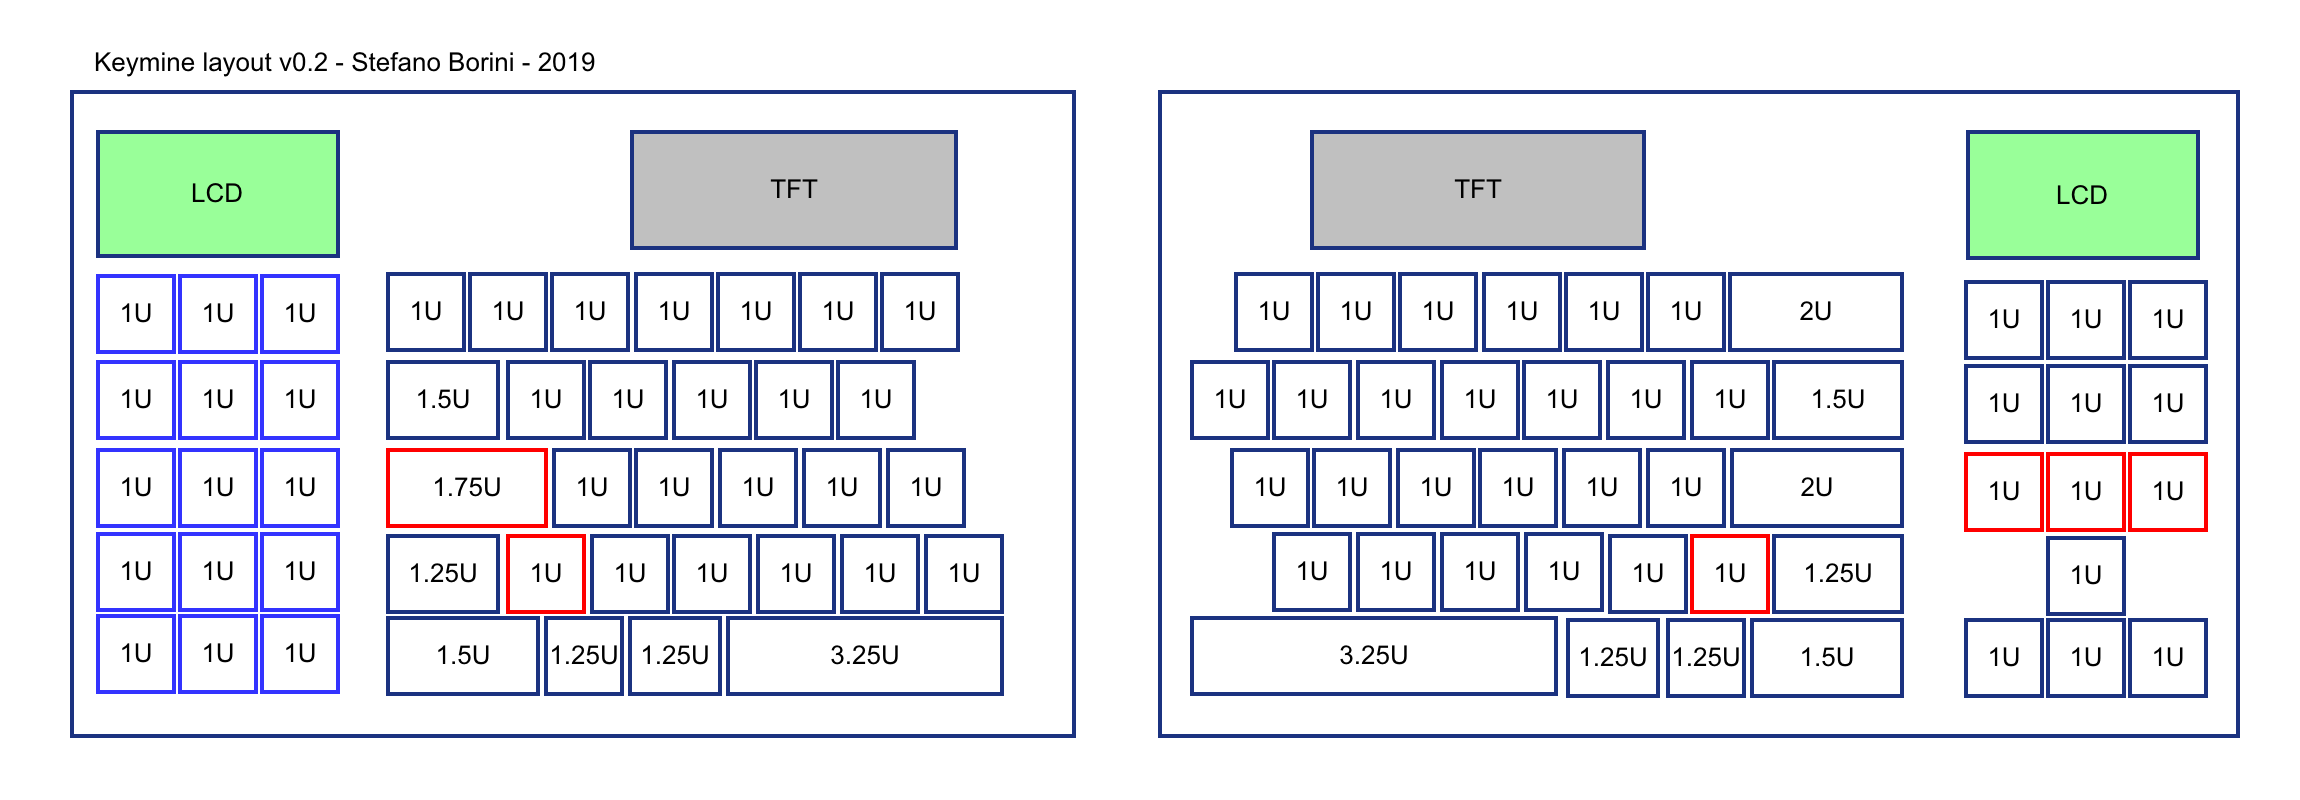 Keymine layout v0.2 - Stefano Borini - 2019
LCD TFT
1U 1U 1U 1U 1U 1U 1U 1U 1U 1U
1U 1U 1U 1.5U 1U 1U 1U 1U 1U
1U 1U 1U 1.75U 1U 1U 1U 1U 1U
1U 1U 1U 1.25U 1U 1U 1U 1U 1U 1U
1U 1U 1U 1.5U 1.25U 1.25U 3.25U
TFT LCD
1U 1U 1U 1U 1U 1U 2U 1U 1U 1U
1U 1U 1U 1U 1U 1U 1U 1.5U 1U 1U 1U
1U 1U 1U 1U 1U 1U 2U 1U 1U 1U
1U 1U 1U 1U 1U 1U 1.25U 1U
3.25U 1.25U 1.25U 1.5U 1U 1U 1U